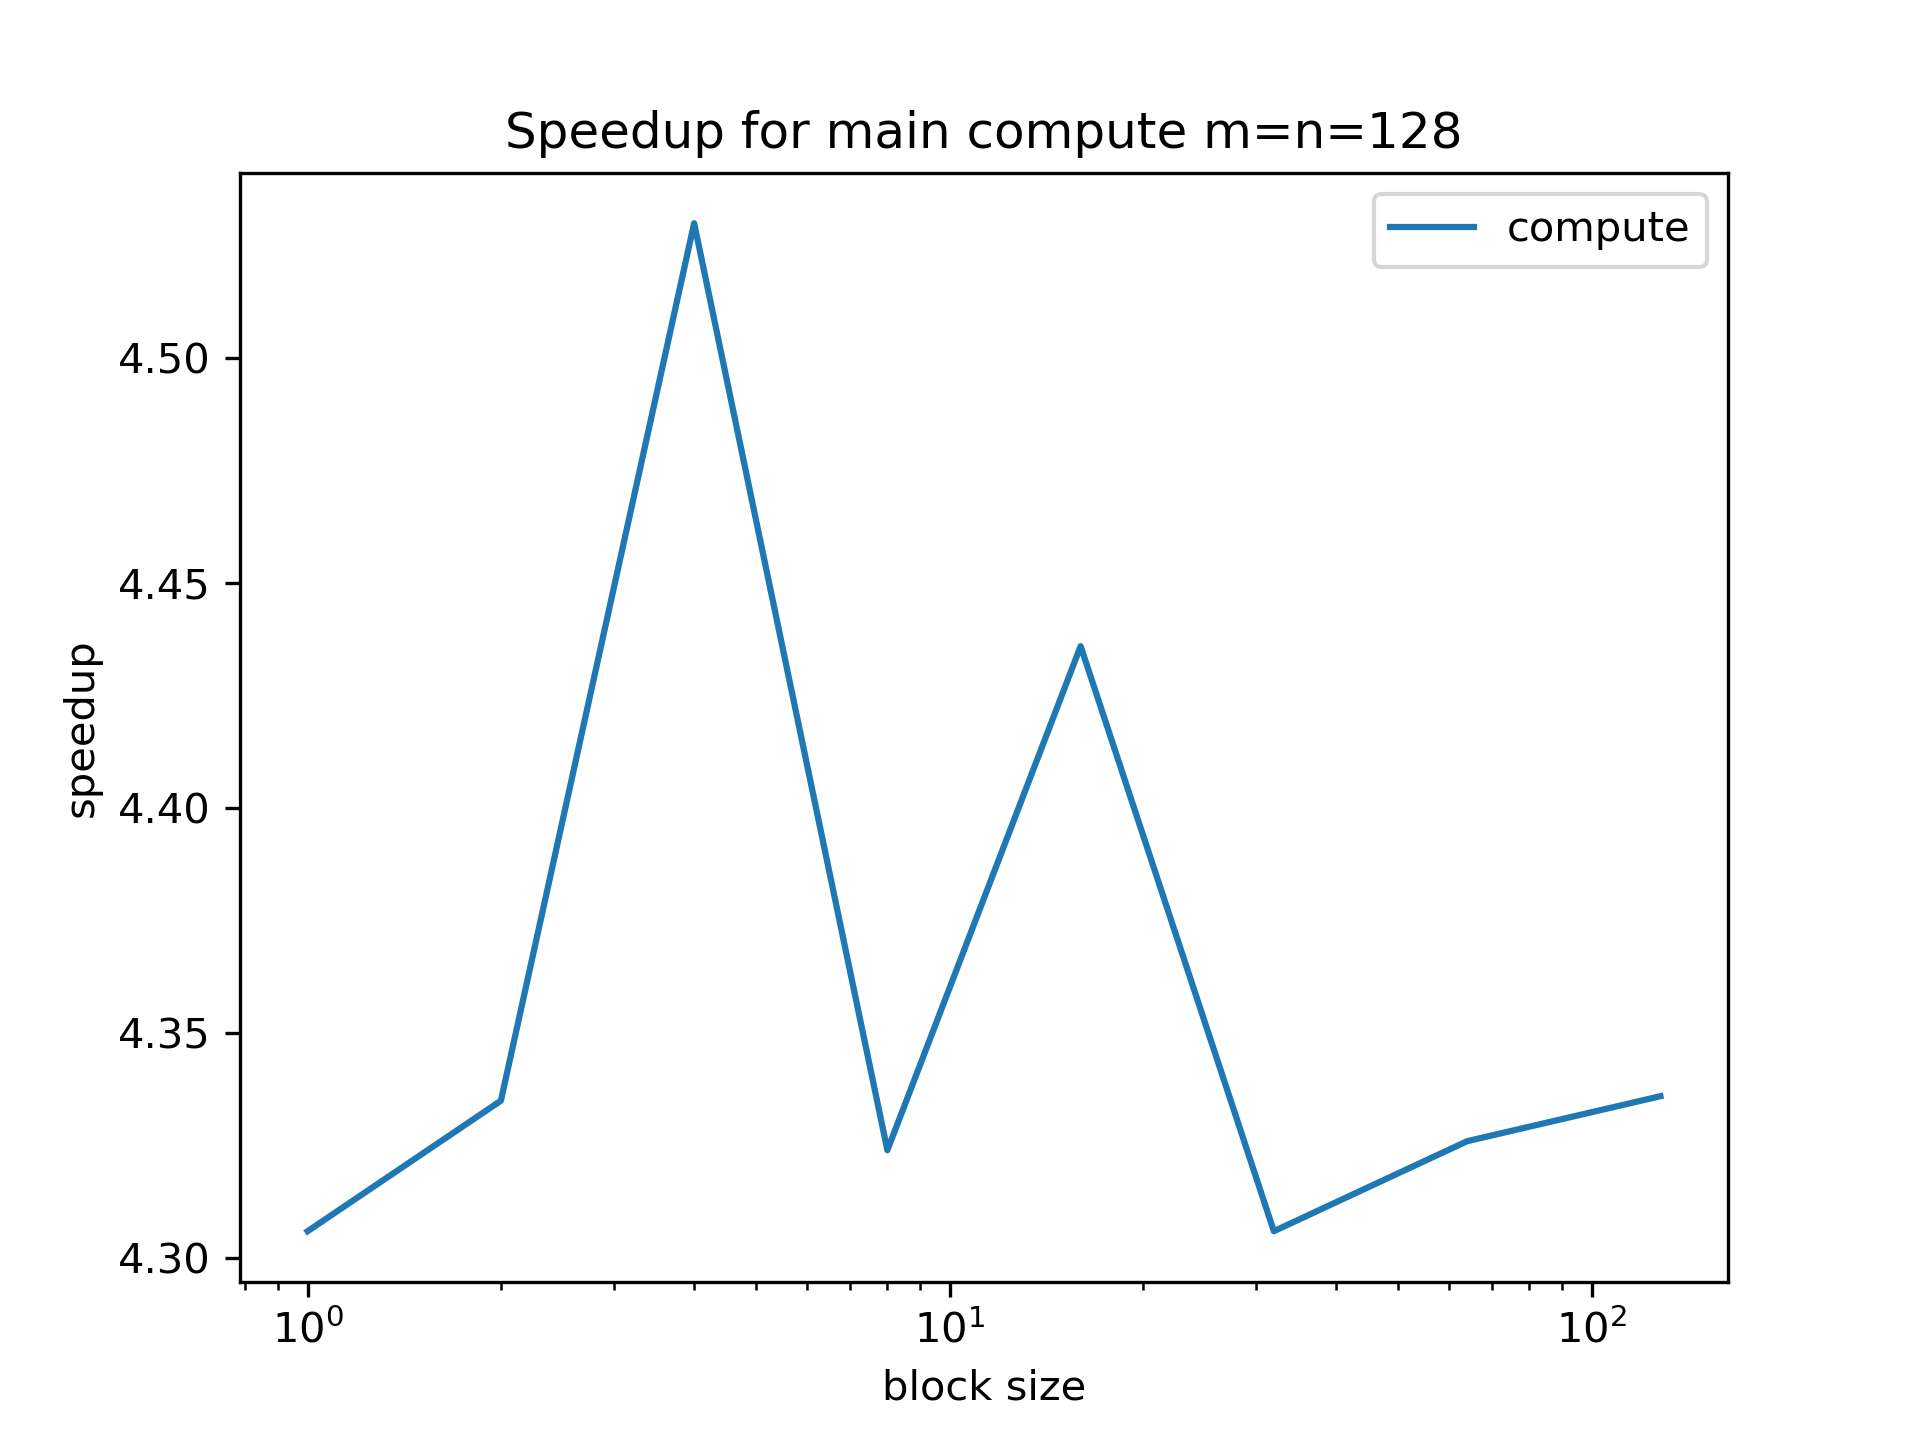 Speedup for main compute m=n=128
compute
4.50
4.45
4.40
4.35
4.30
speedup
10⁰
10¹
10²
block size